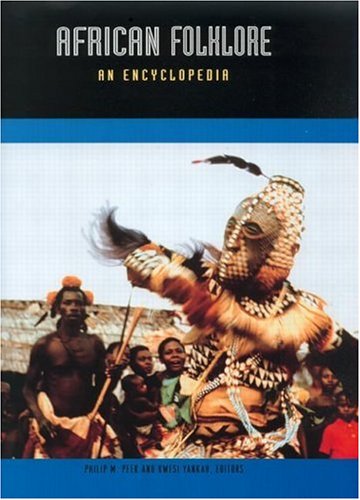 AFRICAN FOLKLORE
AN ENCYCLOPEDIA
PHILIP M. PEEK AND KWESI YANKAH, EDITORS